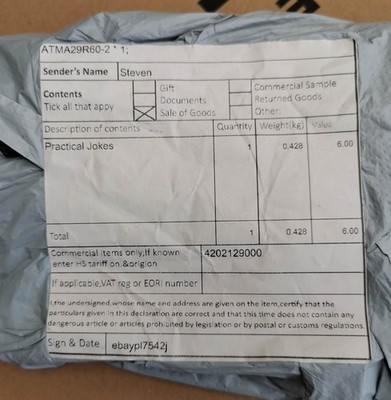 ATMA29R60-2 * 1;
Sender's Name Steven
Contents
Tick all that appy
Gift
Documents
Sale of Goods
Commercial Sample
Returned Goods
Other:
Description of contents Quantity Weight(kg) Value
Practical Jokes 1 0.428 6.00
Total 1 0.428 6.00
Commercial items only,If known
enter HS tariff on.&origion
4202129000
If applicable,VAT reg or EORI number
I,the undersigned,whose name and address are given on the item,certify that the
particulars given in this declaration are correct and that this time does not contain any
dangerous article or articles prohibited by legislation or by postal or customs regulations.
Sign & Date ebaypl7542j